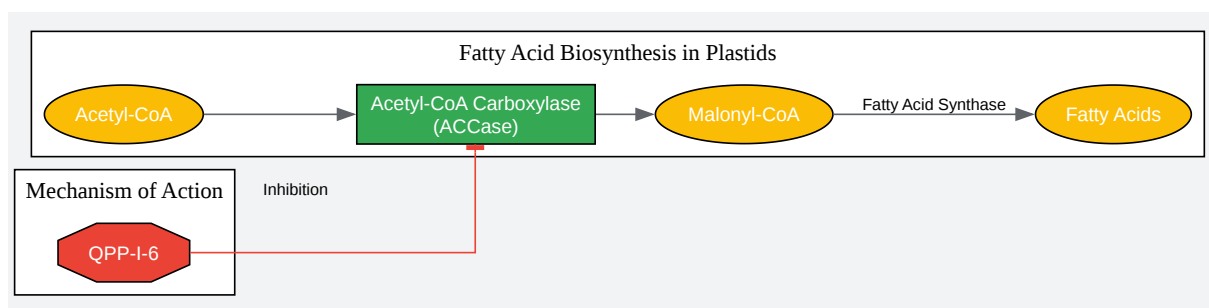 Fatty Acid Biosynthesis in Plastids
Acetyl-CoA
Acetyl-CoA Carboxylase
(ACCase)
Malonyl-CoA
Fatty Acid Synthase
Fatty Acids
Mechanism of Action
Inhibition
QPP-I-6